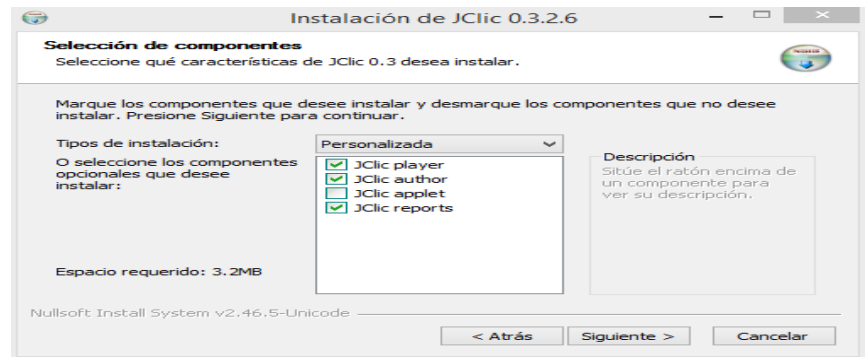 Instalación de JClic 0.3.2.6
Selección de componentes
Seleccione qué características de JClic 0.3 desea instalar.
Marque los componentes que desee instalar y desmarque los componentes que no desee
instalar. Presione Siguiente para continuar.
Tipos de instalación:
Personalizada
O seleccione los componentes
opcionales que desee
instalar:
JClic player
JClic author
JClic applet
JClic reports
Descripción
Sitúe el ratón encima de
un componente para
ver su descripción.
Espacio requerido: 3.2MB
Nullsoft Install System v2.46.5-Unicode
< Atrás
Siguiente >
Cancelar